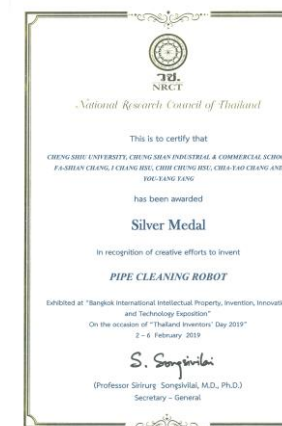 วช.
NRCT
National Research Council of Thailand
This is to certify that
CHENG SHIU UNIVERSITY, CHUNG SHAN INDUSTRIAL & COMMERCIAL SCHOO
FA-SHIAN CHANG, I CHANG HSU, CHIH CHUNG HSU, CHIA-YAO CHANG AND
YOU-YANG YANG
has been awarded
Silver Medal
In recognition of creative efforts to invent
PIPE CLEANING ROBOT
Exhibited at "Bangkok International Intellectual Property, Invention, Innovati
and Technology Exposition"
On the occasion of "Thailand Inventors' Day 2019"
2 – 6 February 2019
S. Songsivilai
(Professor Sirirurg Songsivilai, M.D., Ph.D.)
Secretary – General